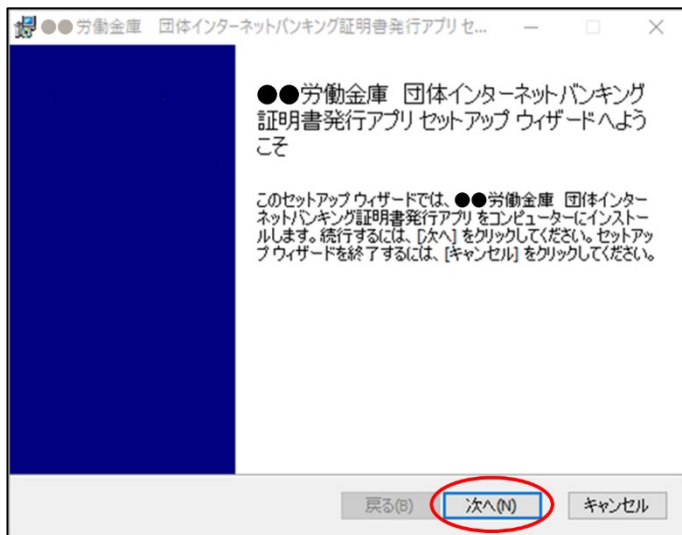 ●●労働金庫　団体インターネットバンキング証明書発行アプリ セ...
●●労働金庫　団体インターネットバンキング
証明書発行アプリ セットアップ ウィザードへよう
こそ
このセットアップ ウィザードでは、●●労働金庫　団体インター
ネットバンキング証明書発行アプリ をコンピューターにインストー
ルします。続行するには、[次へ] をクリックしてください。セットアッ
プ ウィザードを終了するには、[キャンセル] をクリックしてください。
戻る(B) 次へ(N) キャンセル